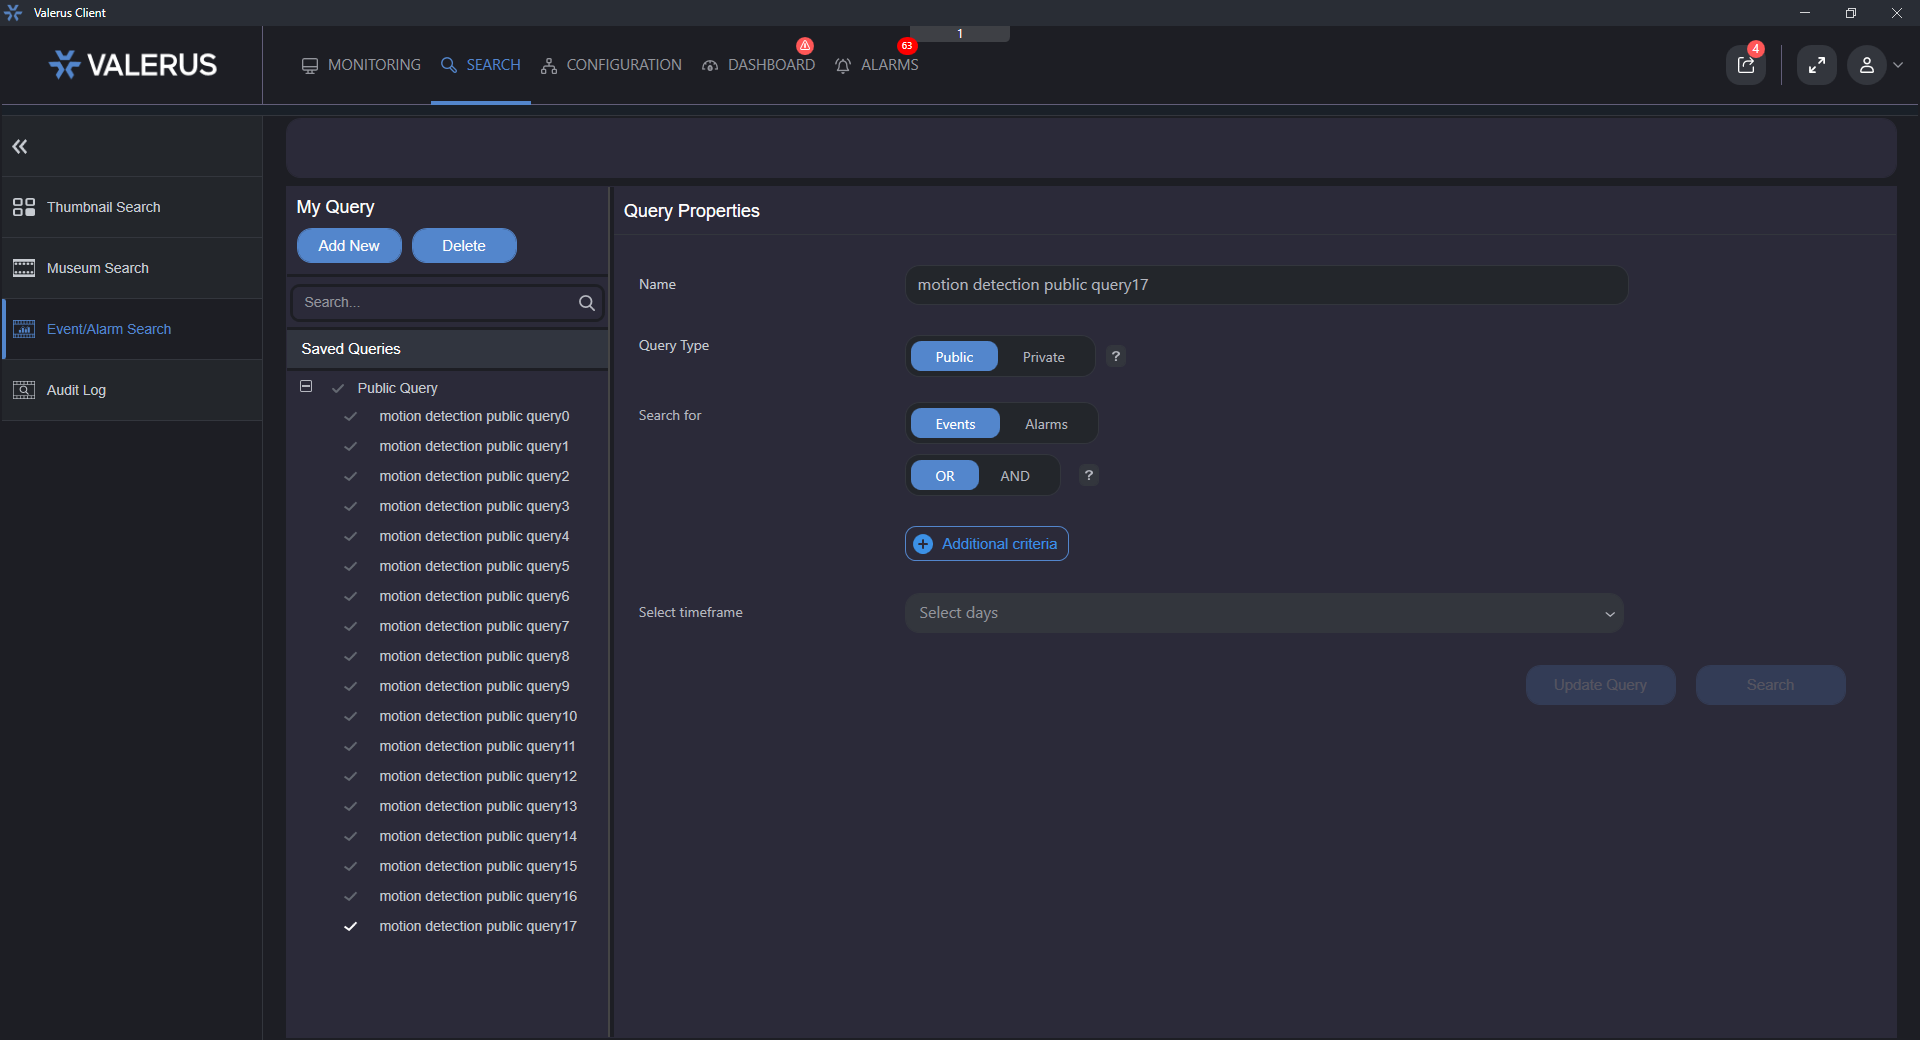 Valerus Client
1
VALERUS
MONITORING
SEARCH
CONFIGURATION
DASHBOARD
63
ALARMS
4
Thumbnail Search
Museum Search
Event/Alarm Search
Audit Log
My Query
Add New
Delete
Search...
Saved Queries
Public Query
motion detection public query0
motion detection public query1
motion detection public query2
motion detection public query3
motion detection public query4
motion detection public query5
motion detection public query6
motion detection public query7
motion detection public query8
motion detection public query9
motion detection public query10
motion detection public query11
motion detection public query12
motion detection public query13
motion detection public query14
motion detection public query15
motion detection public query16
motion detection public query17
Query Properties
Name
motion detection public query17
Query Type
Public
Private
?
Search for
Events
Alarms
OR
AND
?
Additional criteria
Select timeframe
Select days
Update Query
Search